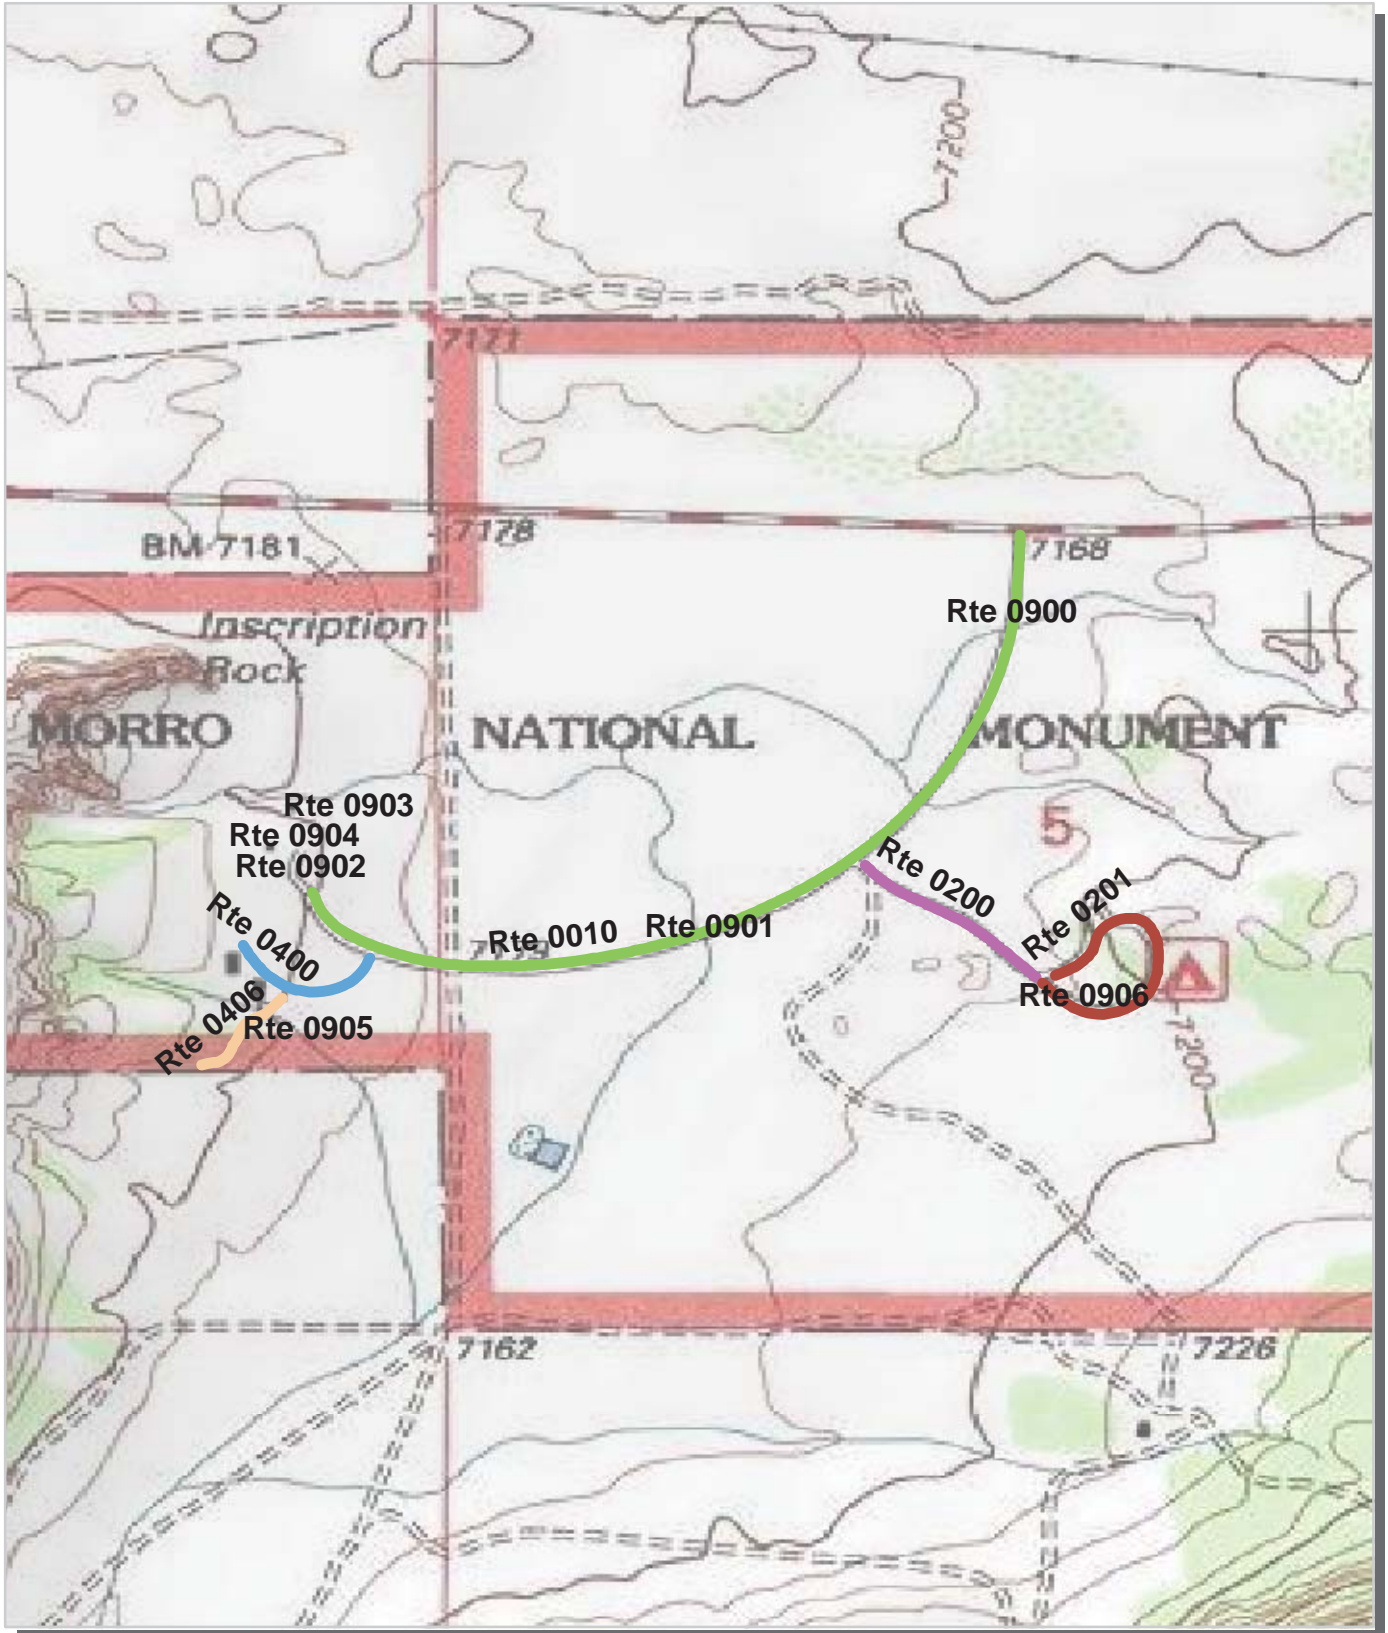 7200
7171
7178
BM 7181
7168
Inscription
Rock
Rte 0900
MORRO NATIONAL MONUMENT
Rte 0903
Rte 0904
Rte 0902
5
Rte 0200
Rte 0201
Rte 0400
Rte 0010
Rte 0901
Rte 0906
Rte 0406
Rte 0905
7200
7162
7226